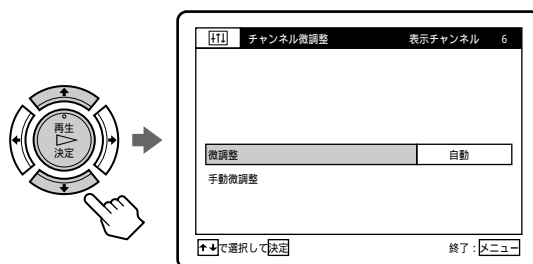 チャンネル微調整 表示チャンネル 6
再生
決定
微調整 自動
手動微調整
で選択して決定 終了:メニュー